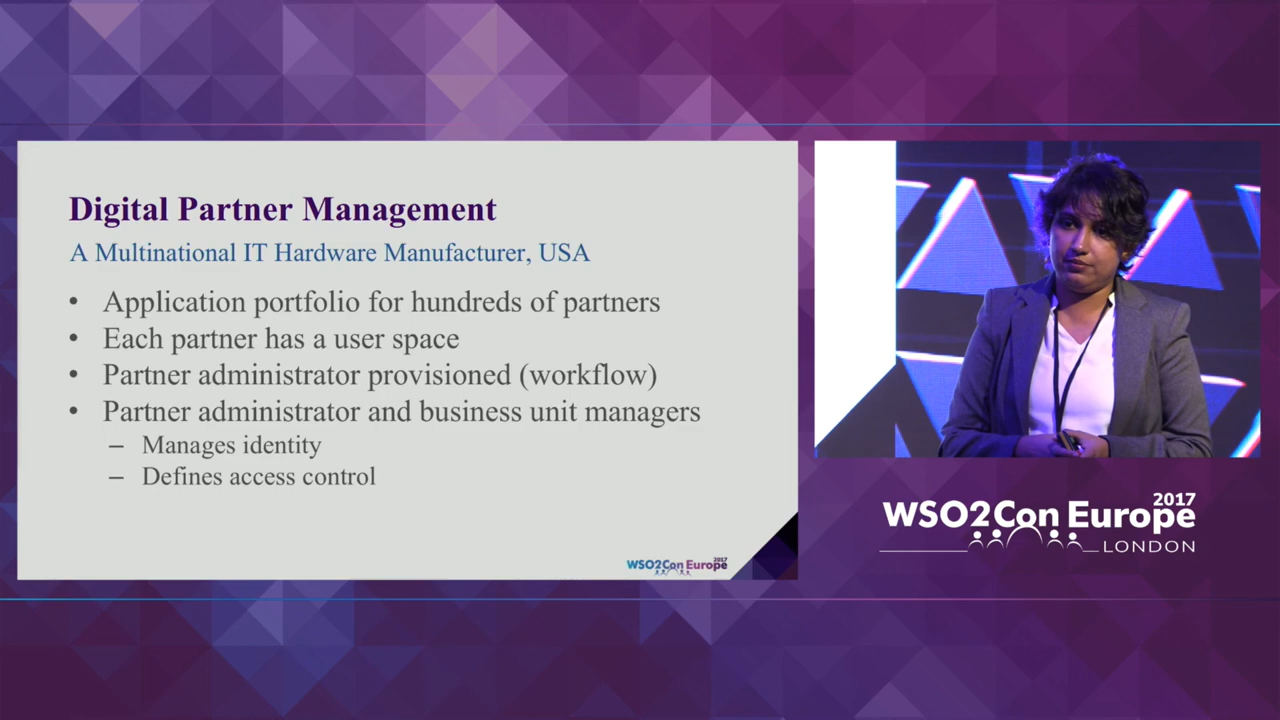 Digital Partner Management
A Multinational IT Hardware Manufacturer, USA
• Application portfolio for hundreds of partners
• Each partner has a user space
• Partner administrator provisioned (workflow)
• Partner administrator and business unit managers
– Manages identity
– Defines access control
WSO2Con Europe 2017
2017
WSO2Con Europe
LONDON